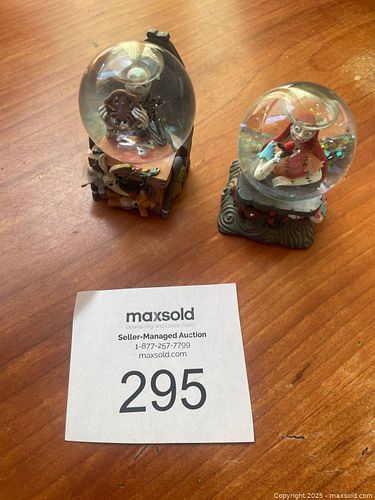 maxsold
Downsizing and Estate Sales
Seller-Managed Auction
1-877-257-7799
maxsold.com
295
Copyright 2025 - maxsold.com